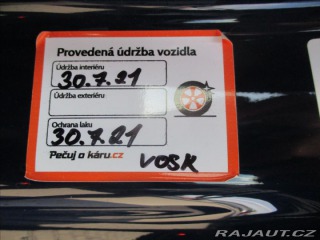 Provedená údržba vozidla
Údržba interiéru
30.7.21
Údržba exteriéru
Ochrana laku
30.7.21
Pečuj o káru.cz
VOSK
RAJAUT.CZ